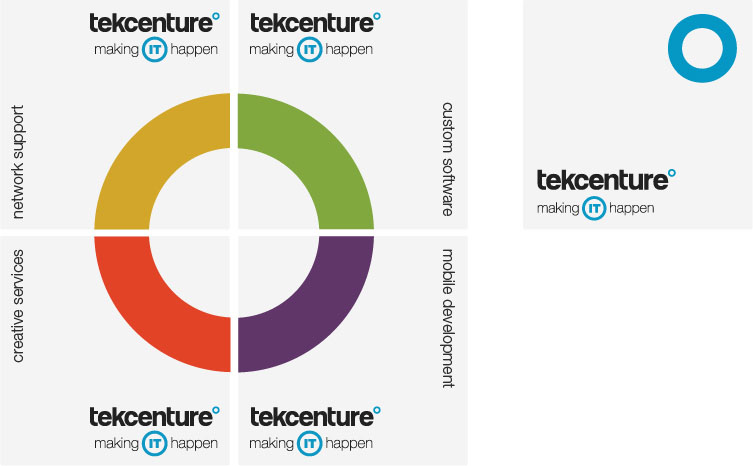 tekcenture°
making IT happen
tekcenture°
making IT happen
network support
custom software
creative services
mobile development
tekcenture°
making IT happen
tekcenture°
making IT happen
tekcenture°
making IT happen